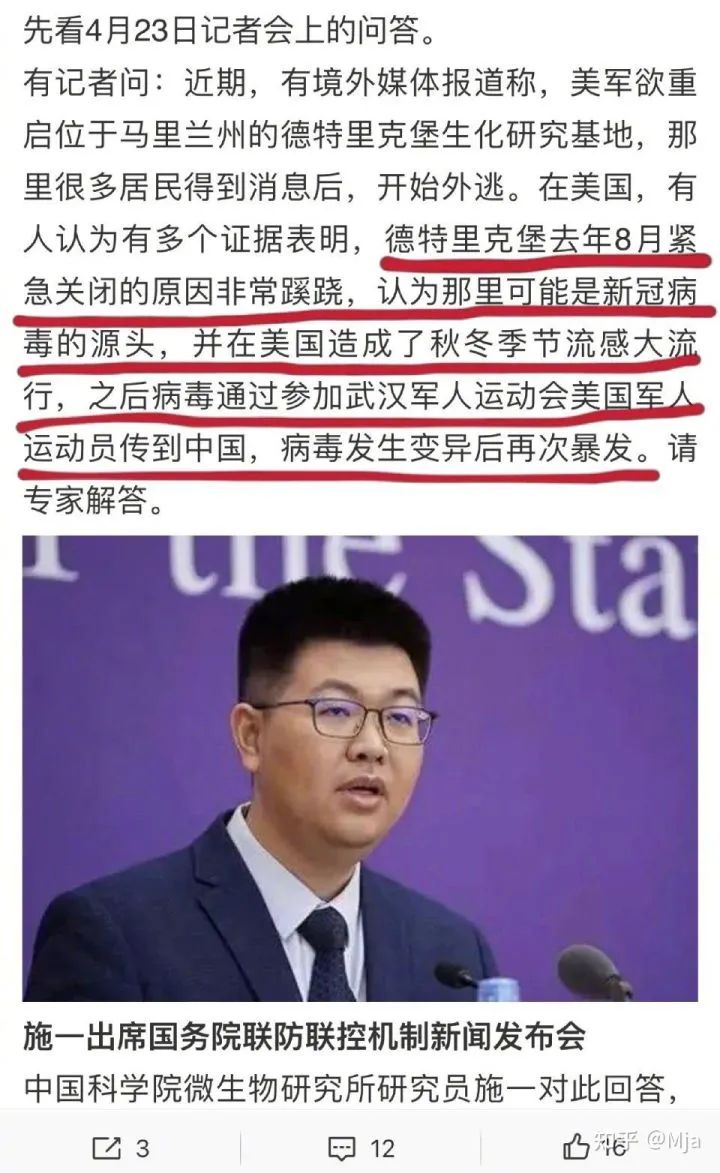 先看4月23日记者会上的问答。
有记者问：近期，有境外媒体报道称，美军欲重
启位于马里兰州的德特里克堡生化研究基地，那
里很多居民得到消息后，开始外逃。在美国，有
人认为有多个证据表明，德特里克堡去年8月紧
急关闭的原因非常蹊跷，认为那里可能是新冠病
毒的源头，并在美国造成了秋冬季节流感大流
行，之后病毒通过参加武汉军人运动会美国军人
运动员传到中国，病毒发生变异后再次暴发。请
专家解答。
the Sta
施一出席国务院联防联控机制新闻发布会
中国科学院微生物研究所研究员施一对此回答，
3
12
16
知乎 @Mja